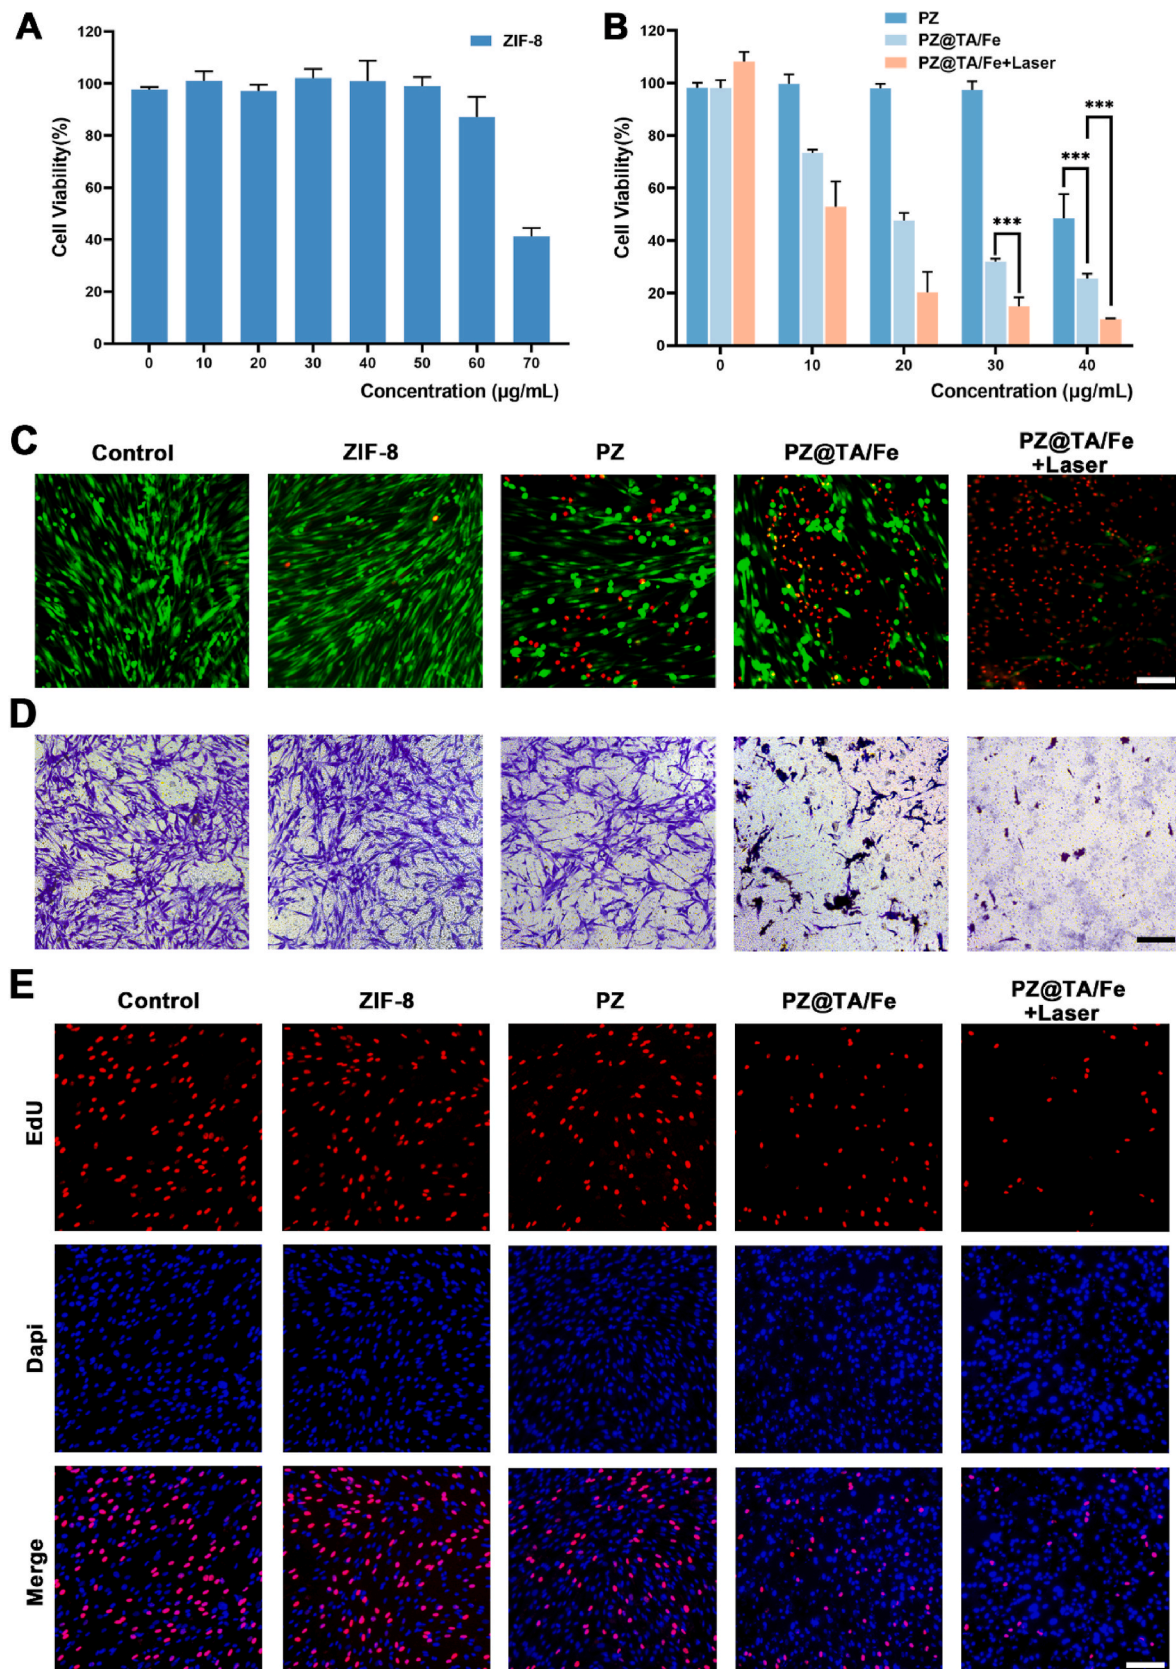 A
120
100
80
60
40
20
0
Cell Viability(%)
ZIF-8
0 10 20 30 40 50 60 70
Concentration (μg/mL)
B
120
100
80
60
40
20
0
Cell Viability(%)
PZ
PZ@TA/Fe
PZ@TA/Fe+Laser
***
***
***
0 10 20 30 40
Concentration (μg/mL)
C
Control ZIF-8 PZ PZ@TA/Fe PZ@TA/Fe
+Laser
D
E
Control ZIF-8 PZ PZ@TA/Fe PZ@TA/Fe
+Laser
EdU
Dapi
Merge